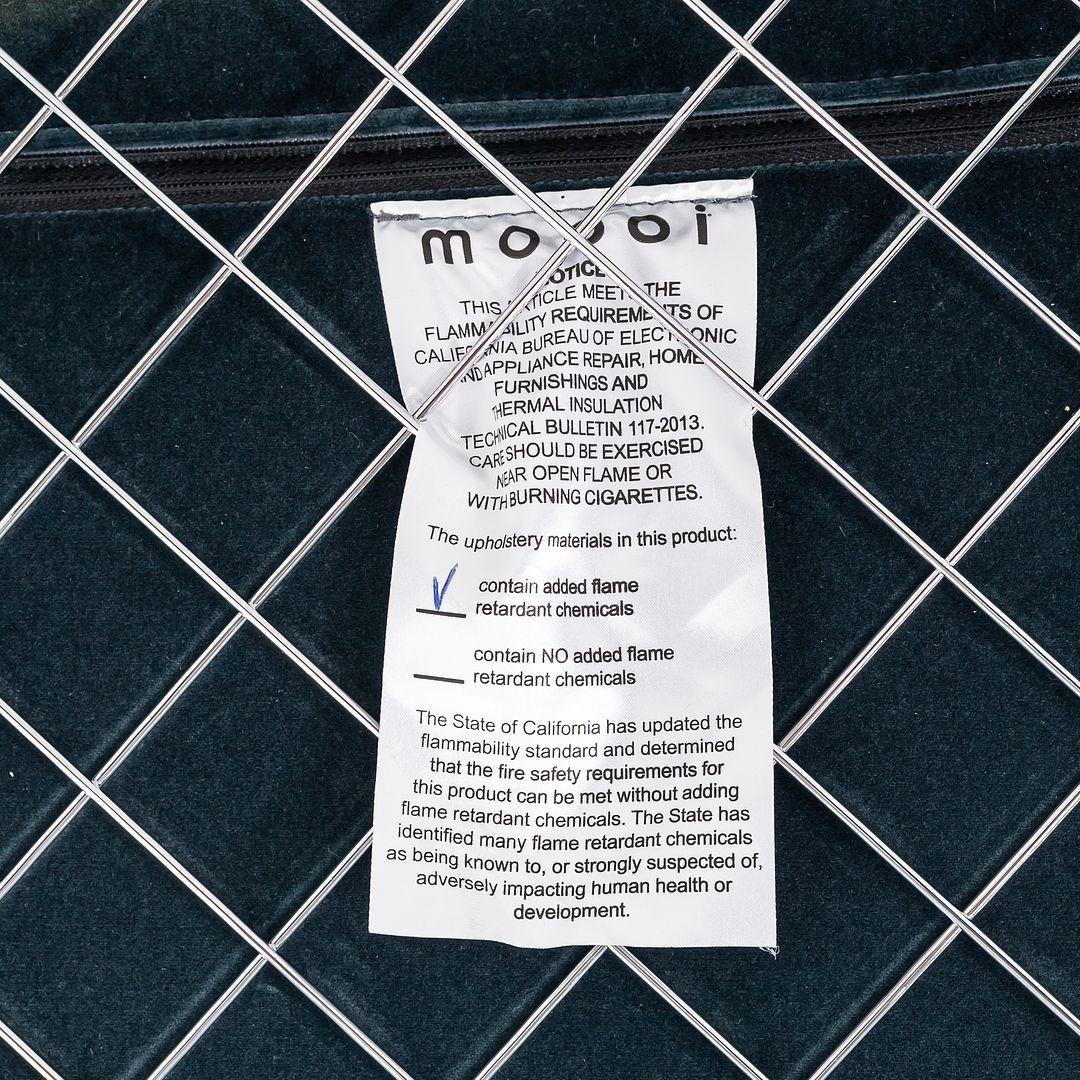 moooi
NOTICE
THIS ARTICLE MEETS THE
FLAMMABILITY REQUIREMENTS OF
CALIFORNIA BUREAU OF ELECTRONIC
AND APPLIANCE REPAIR, HOME
FURNISHINGS AND
THERMAL INSULATION
TECHNICAL BULLETIN 117-2013.
CARE SHOULD BE EXERCISED
NEAR OPEN FLAME OR
WITH BURNING CIGARETTES.
The upholstery materials in this product:
contain added flame
retardant chemicals
contain NO added flame
retardant chemicals
The State of California has updated the
flammability standard and determined
that the fire safety requirements for
this product can be met without adding
flame retardant chemicals. The State has
identified many flame retardant chemicals
as being known to, or strongly suspected of,
adversely impacting human health or
development.